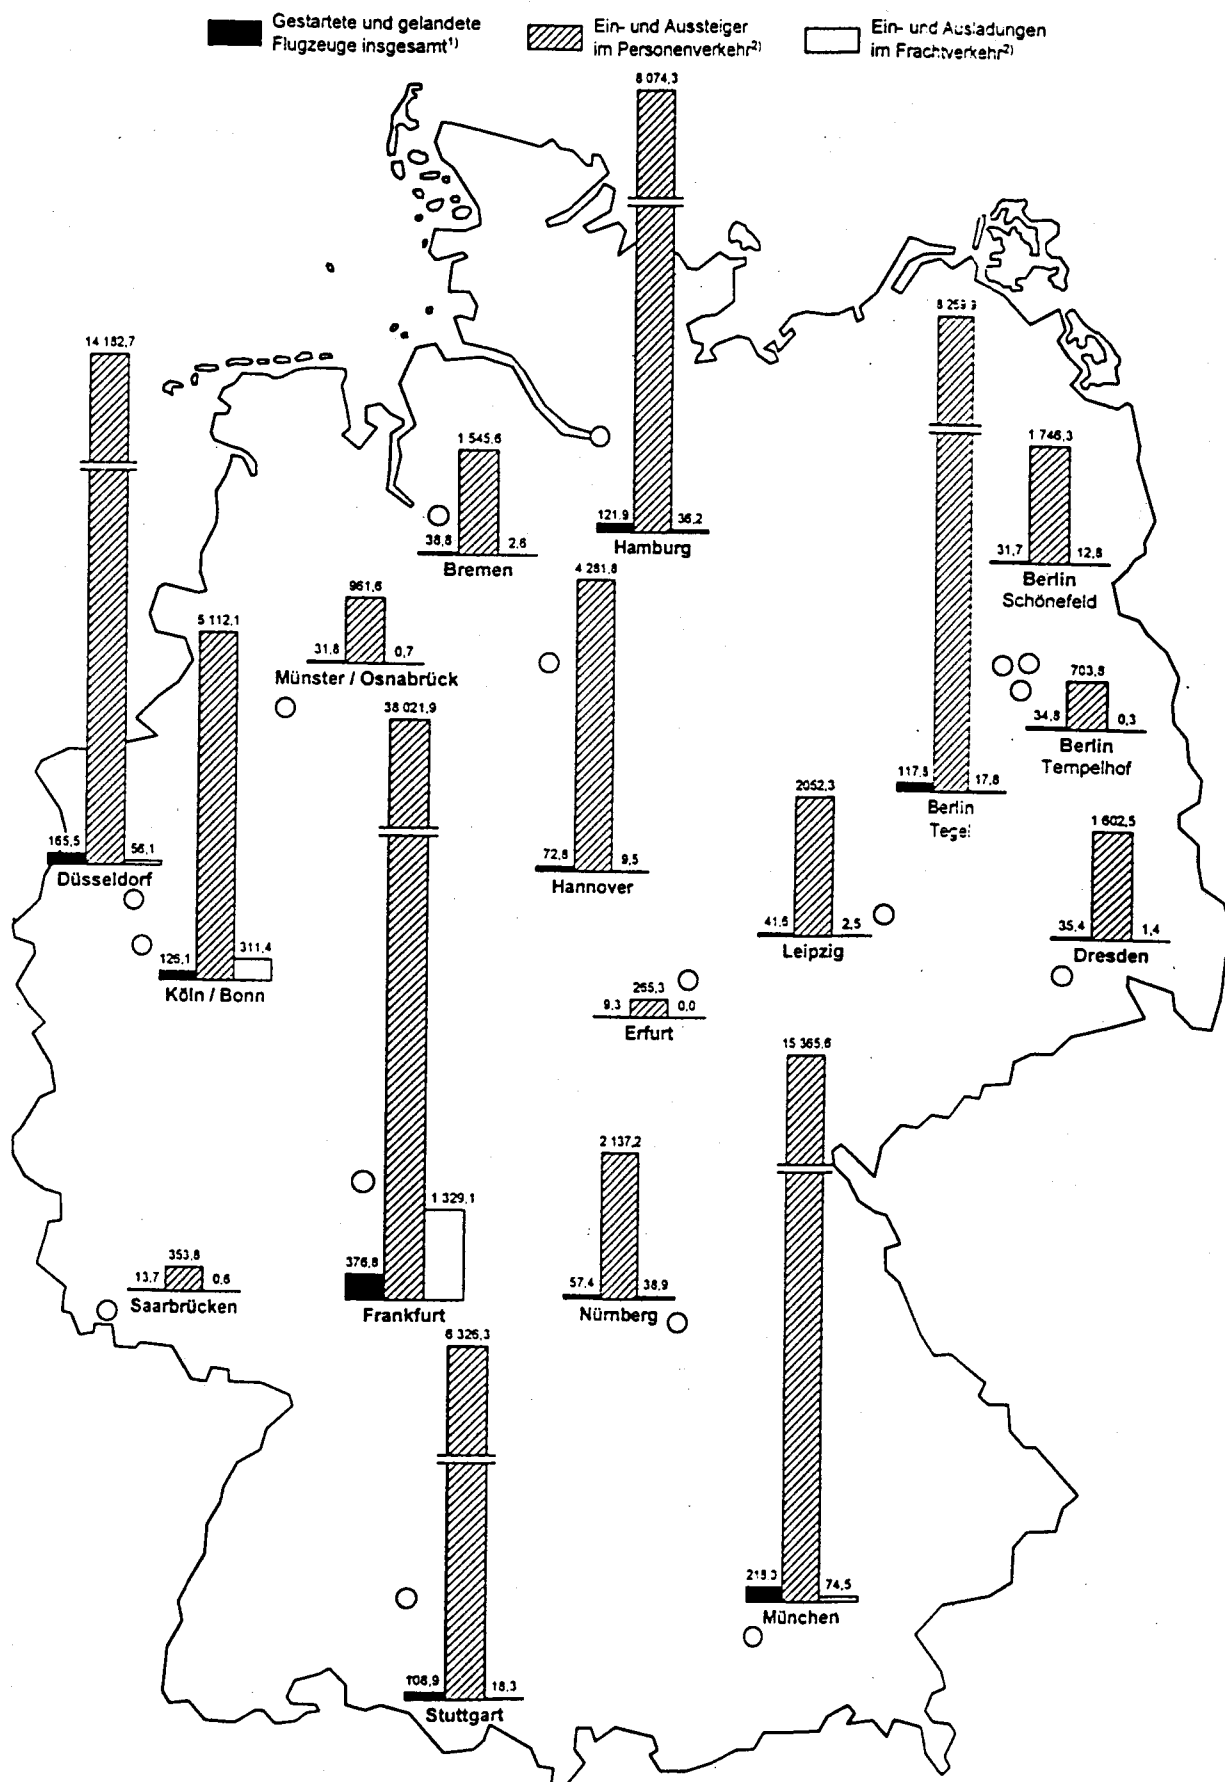 Gestartete und gelandete
Flugzeuge insgesamt¹⁾
Ein- und Aussteiger
im Personenverkehr²⁾
Ein- und Ausladungen
im Frachtverkehr²⁾
8 074,3
121,9
36,2
Hamburg
8 259,9
117,8
17,8
Berlin
Tegel
14 182,7
165,5
56,1
Düsseldorf
1 545,6
38,8
2,6
Bremen
1 746,3
31,7
12,8
Berlin
Schönefeld
961,6
31,8
0,7
Münster / Osnabrück
4 281,8
72,8
9,5
Hannover
5 112,1
126,1
311,4
Köln / Bonn
703,8
34,8
0,3
Berlin
Tempelhof
38 021,9
376,8
1 329,1
Frankfurt
2052,3
41,6
2,5
Leipzig
1 602,5
35,4
1,4
Dresden
265,3
9,3
0,0
Erfurt
15 365,6
74,5
München
2 137,2
57,4
38,9
Nürnberg
353,8
13,7
0,6
Saarbrücken
6 326,3
108,9
18,3
Stuttgart